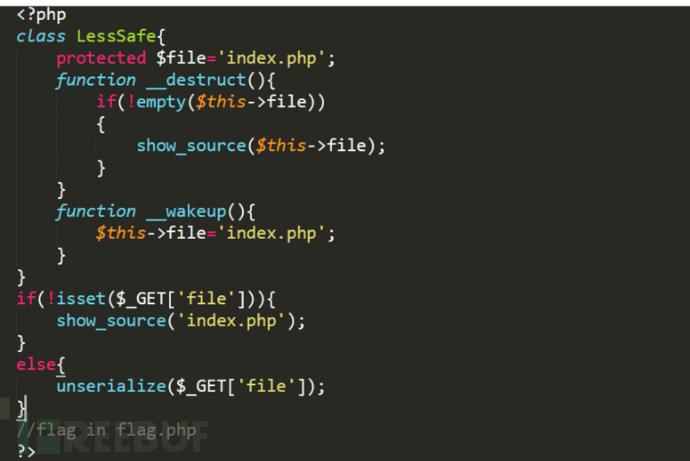 <?php
class LessSafe{
    protected $file='index.php';
    function __destruct(){
        if(!empty($this->file))
        {
            show_source($this->file);
        }
    }
    function __wakeup(){
        $this->file='index.php';
    }
}
if(!isset($_GET['file'])){
    show_source('index.php');
}
else{
    unserialize($_GET['file']);
}
//flag in flag.php
REEBUF
?>